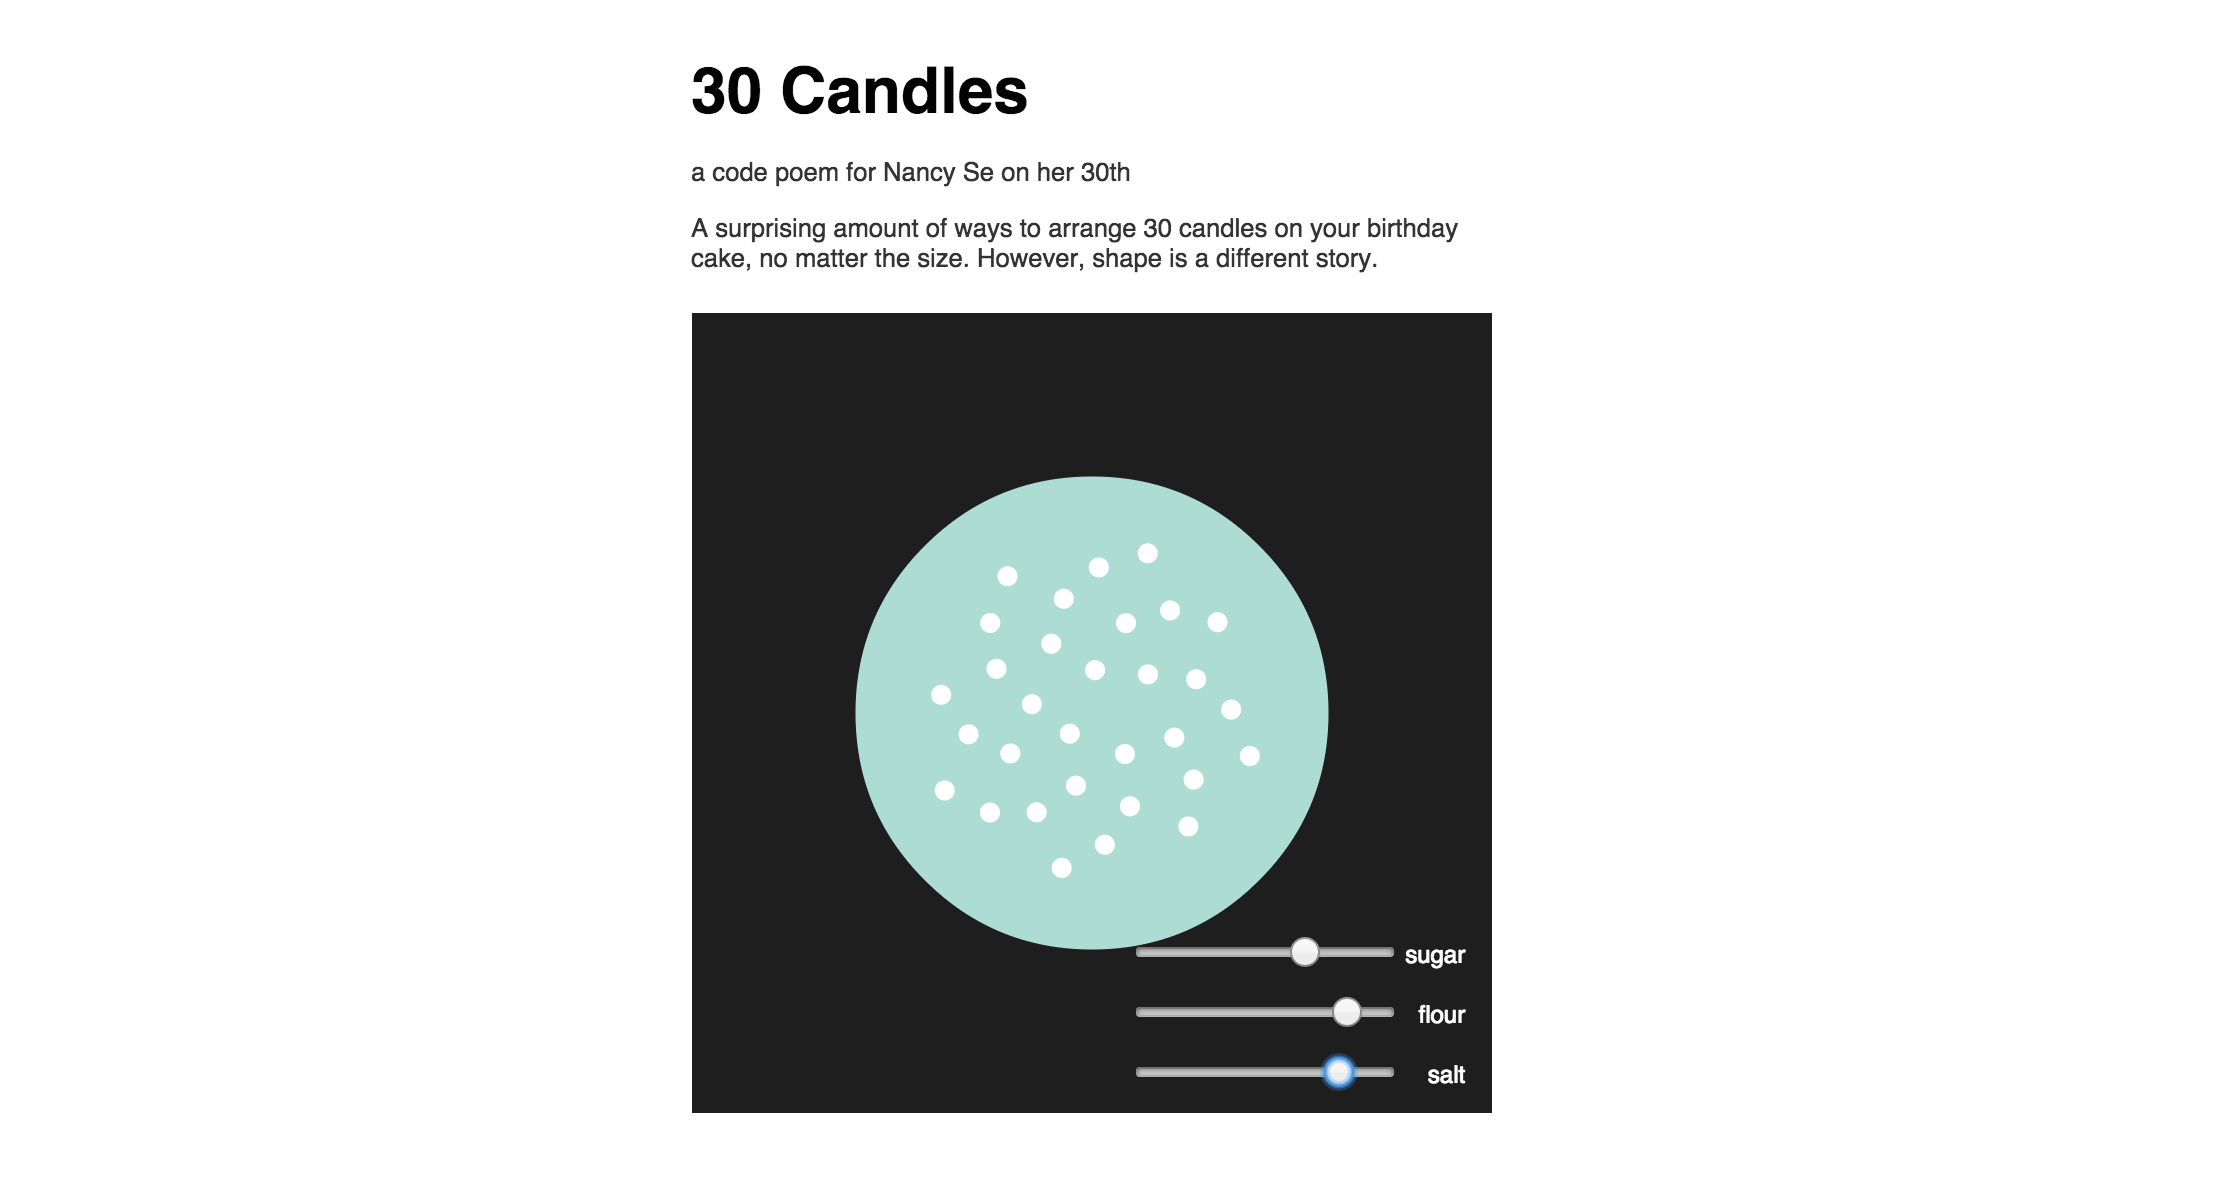 30 Candles
a code poem for Nancy Se on her 30th
A surprising amount of ways to arrange 30 candles on your birthday
cake, no matter the size. However, shape is a different story.
sugar
flour
salt